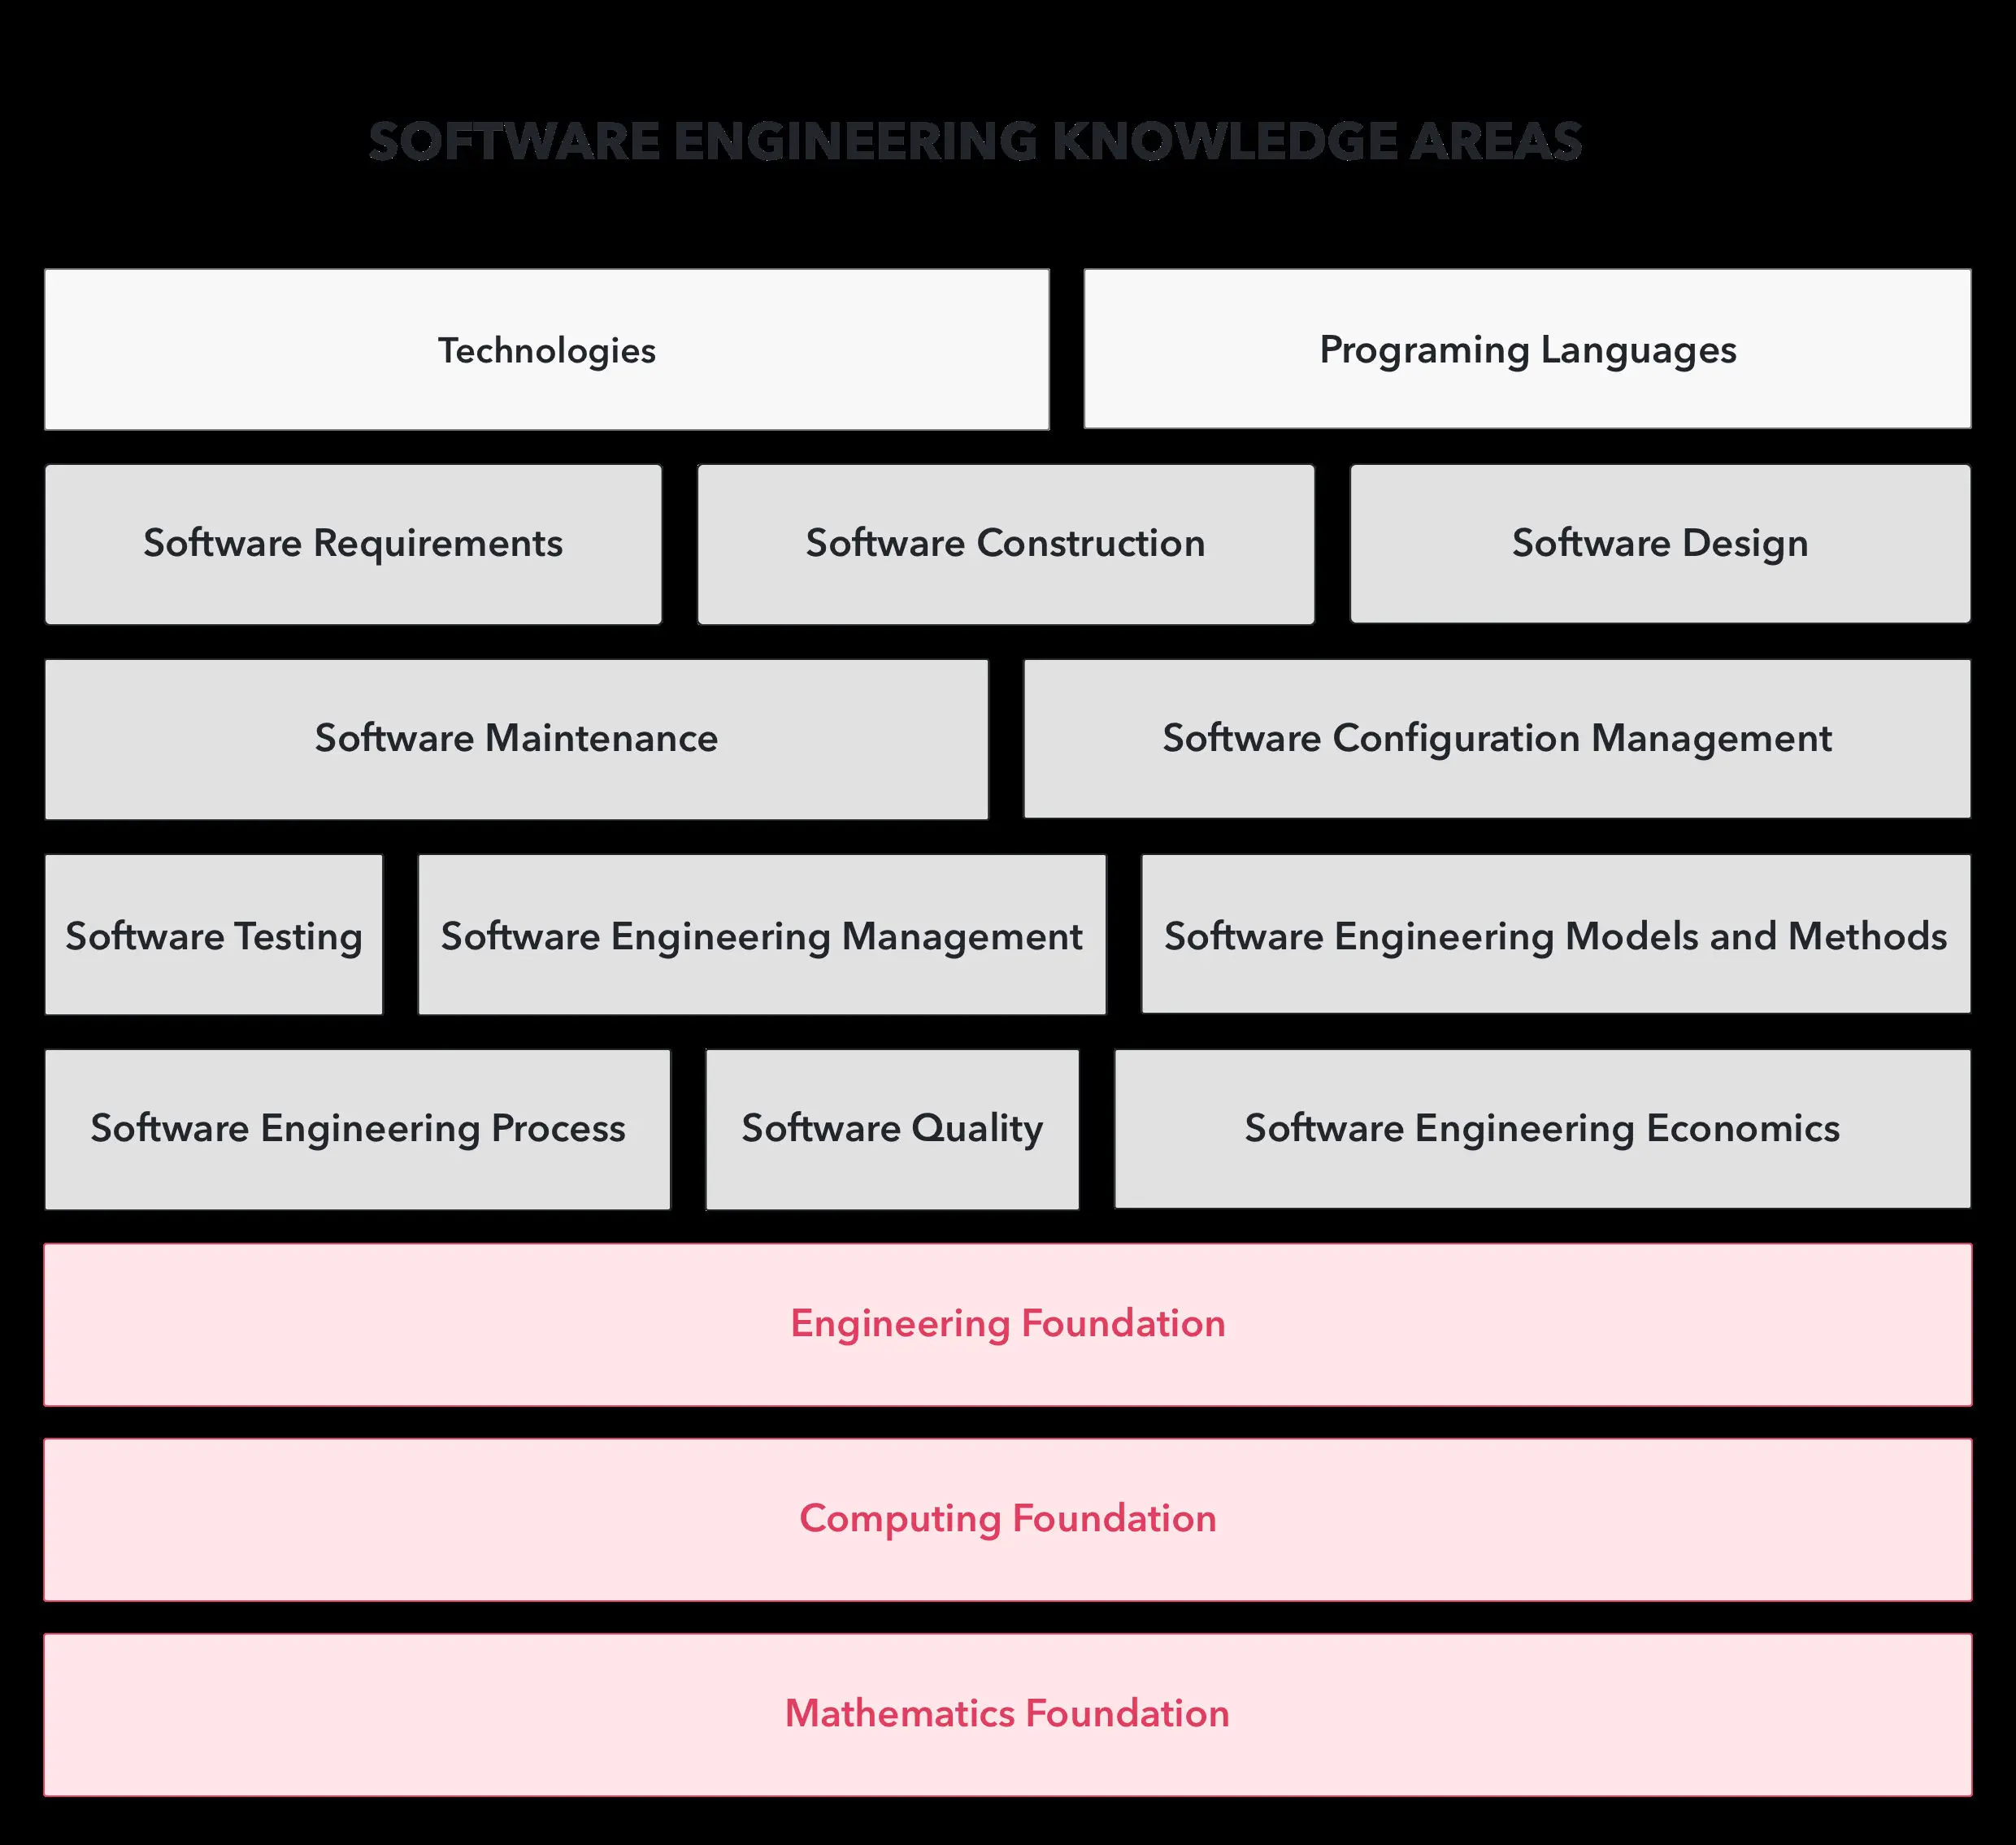 SOFTWARE ENGINEERING KNOWLEDGE AREAS
Technologies
Programing Languages
Software Requirements
Software Construction
Software Design
Software Maintenance
Software Configuration Management
Software Testing
Software Engineering Management
Software Engineering Models and Methods
Software Engineering Process
Software Quality
Software Engineering Economics
Engineering Foundation
Computing Foundation
Mathematics Foundation